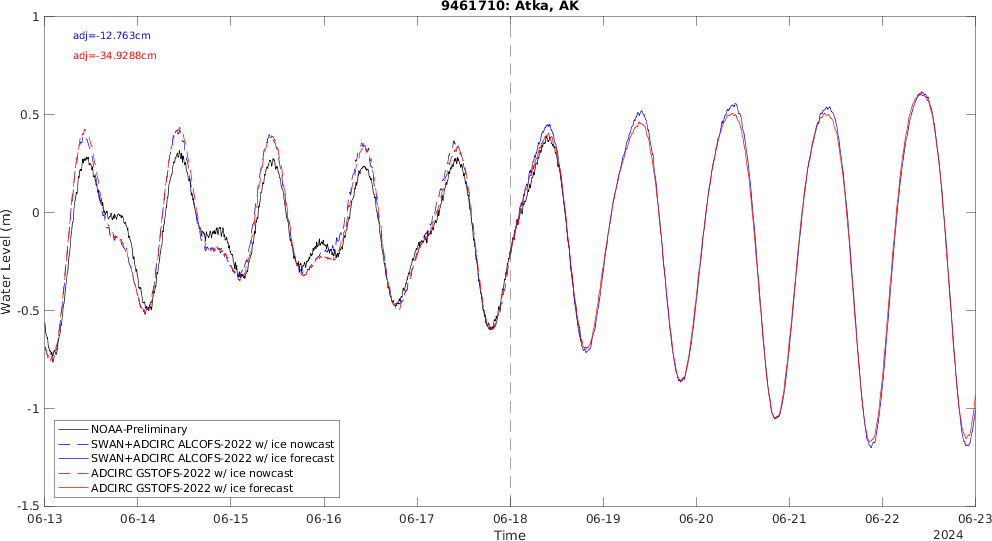 9461710: Atka, AK
adj=-12.763cm
adj=-34.9288cm
1
0.5
0
-0.5
-1
-1.5
Water Level (m)
NOAA-Preliminary
SWAN+ADCIRC ALCOFS-2022 w/ ice nowcast
SWAN+ADCIRC ALCOFS-2022 w/ ice forecast
ADCIRC GSTOFS-2022 w/ ice nowcast
ADCIRC GSTOFS-2022 w/ ice forecast
06-13 06-14 06-15 06-16 06-17 06-18 06-19 06-20 06-21 06-22 06-23
Time
2024